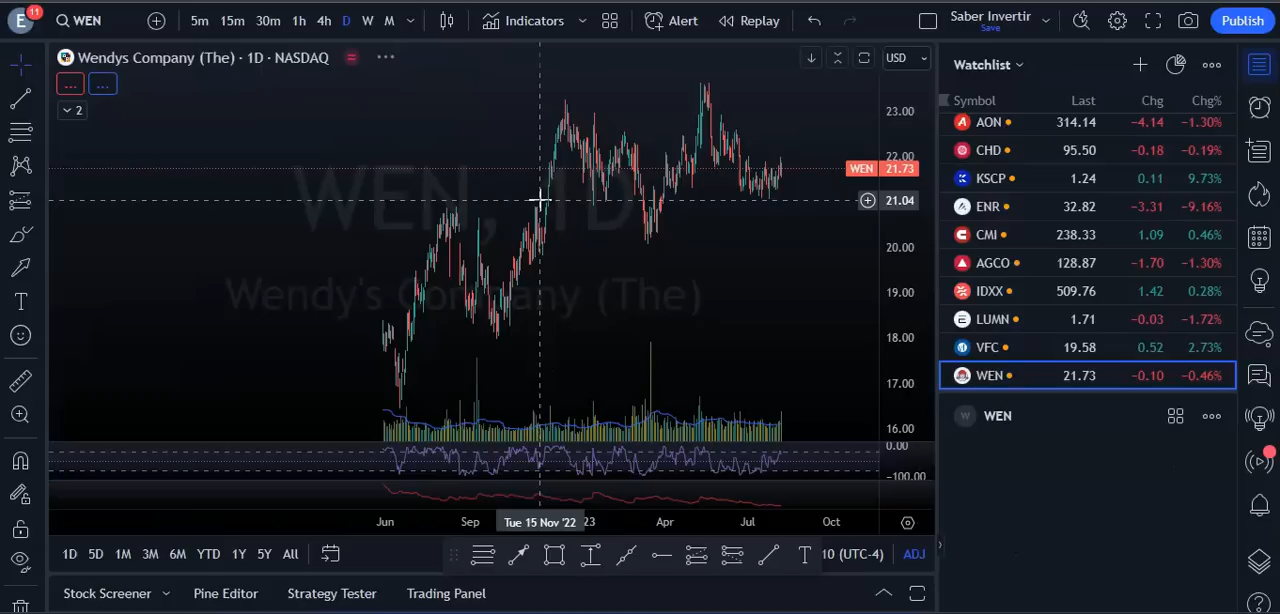 E 11 WEN 5m 15m 30m 1h 4h D W M Indicators Alert Replay Saber Invertir Save Publish
Wendys Company (The) · 1D · NASDAQ
USD
... ...
2
WEN, 1D
Wendy's Company (The)
23.00
22.00
WEN 21.73
21.04
20.00
19.00
18.00
17.00
16.00
0.00
−100.00
Jun Sep Tue 15 Nov '22 23 Apr Jul Oct
1D 5D 1M 3M 6M YTD 1Y 5Y All 10 (UTC-4) ADJ
Stock Screener Pine Editor Strategy Tester Trading Panel
Watchlist
Symbol Last Chg Chg%
AON 314.14 −4.14 −1.30%
CHD 95.50 −0.18 −0.19%
KSCP 1.24 0.11 9.73%
ENR 32.82 −3.31 −9.16%
CMI 238.33 1.09 0.46%
AGCO 128.87 −1.70 −1.30%
IDXX 509.76 1.42 0.28%
LUMN 1.71 −0.03 −1.72%
VFC 19.58 0.52 2.73%
WEN 21.73 −0.10 −0.46%
W WEN